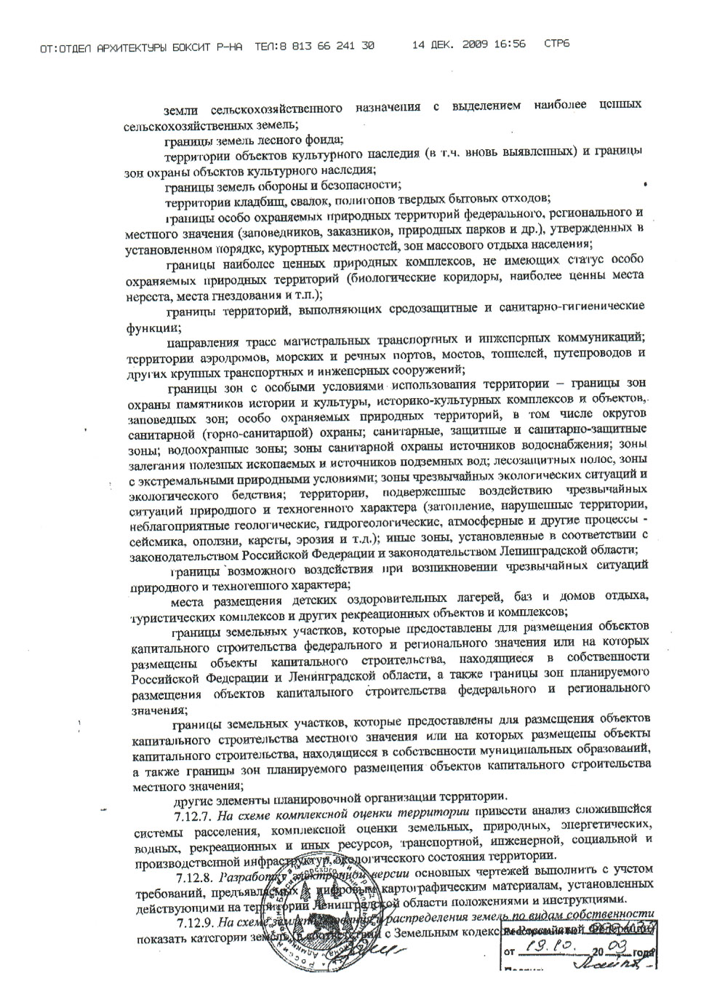 ОТ:ОТДЕЛ АРХИТЕКТУРЫ БОКСИТ Р-НА ТЕЛ:8 813 66 241 30 14 ДЕК. 2009 16:56 СТР6
земли сельскохозяйственного назначения с выделением наиболее ценных
сельскохозяйственных земель;
границы земель лесного фонда;
территории объектов культурного наследия (в т.ч. вновь выявленных) и границы
зон охраны объектов культурного наследия;
границы земель обороны и безопасности;
территории кладбищ, свалок, полигонов твердых бытовых отходов;
границы особо охраняемых природных территорий федерального, регионального и
местного значения (заповедников, заказников, природных парков и др.), утвержденных в
установленном порядке, курортных местностей, зон массового отдыха населения;
границы наиболее ценных природных комплексов, не имеющих статус особо
охраняемых природных территорий (биологические коридоры, наиболее ценны места
нереста, места гнездования и т.п.);
границы территорий, выполняющих средозащитные и санитарно-гигиенические
функции;
направления трасс магистральных транспортных и инженерных коммуникаций;
территории аэродромов, морских и речных портов, мостов, тоннелей, путепроводов и
других крупных транспортных и инженерных сооружений;
границы зон с особыми условиями использования территории – границы зон
охраны памятников истории и культуры, историко-культурных комплексов и объектов,
заповедных зон; особо охраняемых природных территорий, в том числе округов
санитарной (горно-санитарной) охраны; санитарные, защитные и санитарно-защитные
зоны; водоохранные зоны; зоны санитарной охраны источников водоснабжения; зоны
залегания полезных ископаемых и источников подземных вод; лесозащитных полос, зоны
с экстремальными природными условиями; зоны чрезвычайных экологических ситуаций и
экологического бедствия; территории, подверженные воздействию чрезвычайных
ситуаций природного и техногенного характера (затопление, нарушенные территории,
неблагоприятные геологические, гидрогеологические, атмосферные и другие процессы -
сейсмика, оползни, карсты, эрозия и т.д.); иные зоны, установленные в соответствии с
законодательством Российской Федерации и законодательством Ленинградской области;
границы возможного воздействия при возникновении чрезвычайных ситуаций
природного и техногенного характера;
места размещения детских оздоровительных лагерей, баз и домов отдыха,
туристических комплексов и других рекреационных объектов и комплексов;
границы земельных участков, которые предоставлены для размещения объектов
капитального строительства федерального и регионального значения или на которых
размещены объекты капитального строительства, находящиеся в собственности
Российской Федерации и Ленинградской области, а также границы зон планируемого
размещения объектов капитального строительства федерального и регионального
значения;
границы земельных участков, которые предоставлены для размещения объектов
капитального строительства местного значения или на которых размещены объекты
капитального строительства, находящиеся в собственности муниципальных образований,
а также границы зон планируемого размещения объектов капитального строительства
местного значения;
другие элементы планировочной организации территории.
7.12.7. На схеме комплексной оценки территории привести анализ сложившейся
системы расселения, комплексной оценки земельных, природных, энергетических,
водных, рекреационных и иных ресурсов, транспортной, инженерной, социальной и
производственной инфраструктур, экологического состояния территории.
7.12.8. Разработку электронной версии основных чертежей выполнить с учетом
требований, предъявляемых к цифровым картографическим материалам, установленных
действующими на территории Ленинградской области положениями и инструкциями.
7.12.9. На схеме распределения земель по видам собственности
показать категории земель в соответствии с Земельным кодексом Российской Федерации
от 19.10. 2009 года